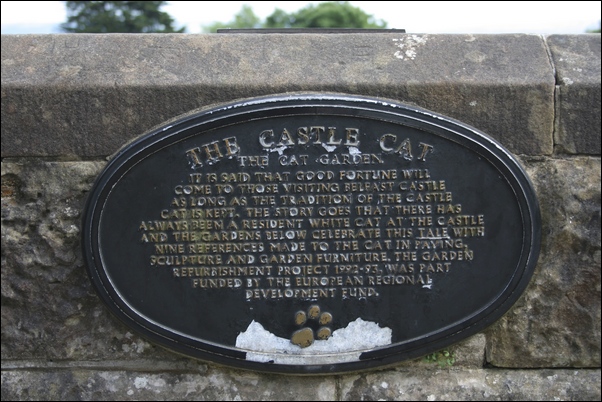 THE CASTLE CAT
THE CAT GARDEN.
IT IS SAID THAT GOOD FORTUNE WILL
COME TO THOSE VISITING BELFAST CASTLE
AS LONG AS THE TRADITION OF THE CASTLE
CAT IS KEPT. THE STORY GOES THAT THERE HAS
ALWAYS BEEN A RESIDENT WHITE CAT AT THE CASTLE
AND THE GARDENS BELOW CELEBRATE THIS TALE WITH
NINE REFERENCES MADE TO THE CAT IN PAVING,
SCULPTURE AND GARDEN FURNITURE. THE GARDEN
REFURBISHMENT PROJECT 1992-93, WAS PART
FUNDED BY THE EUROPEAN REGIONAL
DEVELOPMENT FUND.